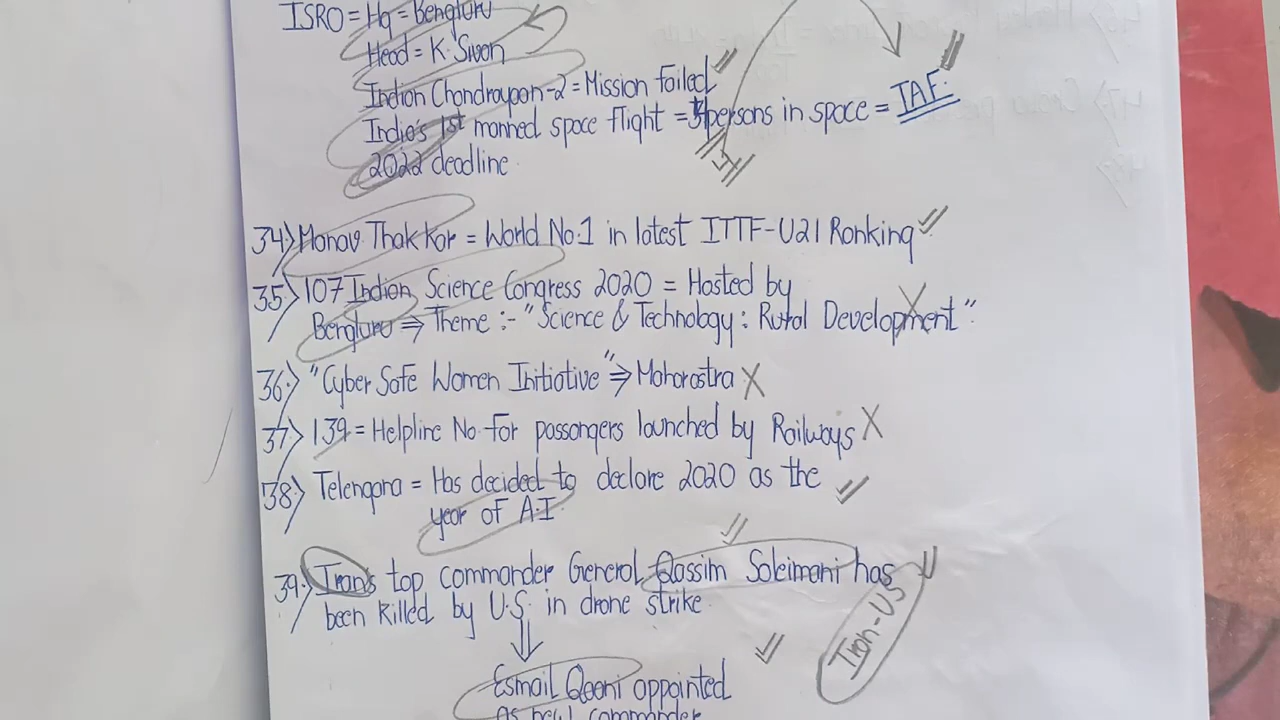 ISRO = Hq = Bengluru
Head = K. Sivan
Indian Chandrayan-2 = Mission failed
India's 1st manned space flight = persons in space = IAF.
2022 deadline
34) Manav Thakkar = World No.1 in latest ITTF-U21 Ranking
35) 107 Indian Science Congress 2020 = Hosted by
Bengluru ⇒ Theme :- "Science & Technology : Rural Development"
36) "Cyber Safe Women Initiative" ⇒ Maharastra X
37) 139 = Helpline No. for passangers launched by Railways X
38) Telengana = Has decided to declare 2020 as the
year of A.I.
39) Iran's top commander General Qassim Soleimani has
been killed by U.S. in drone strike.
Iran-US
Esmail Qaani appointed
as new commander